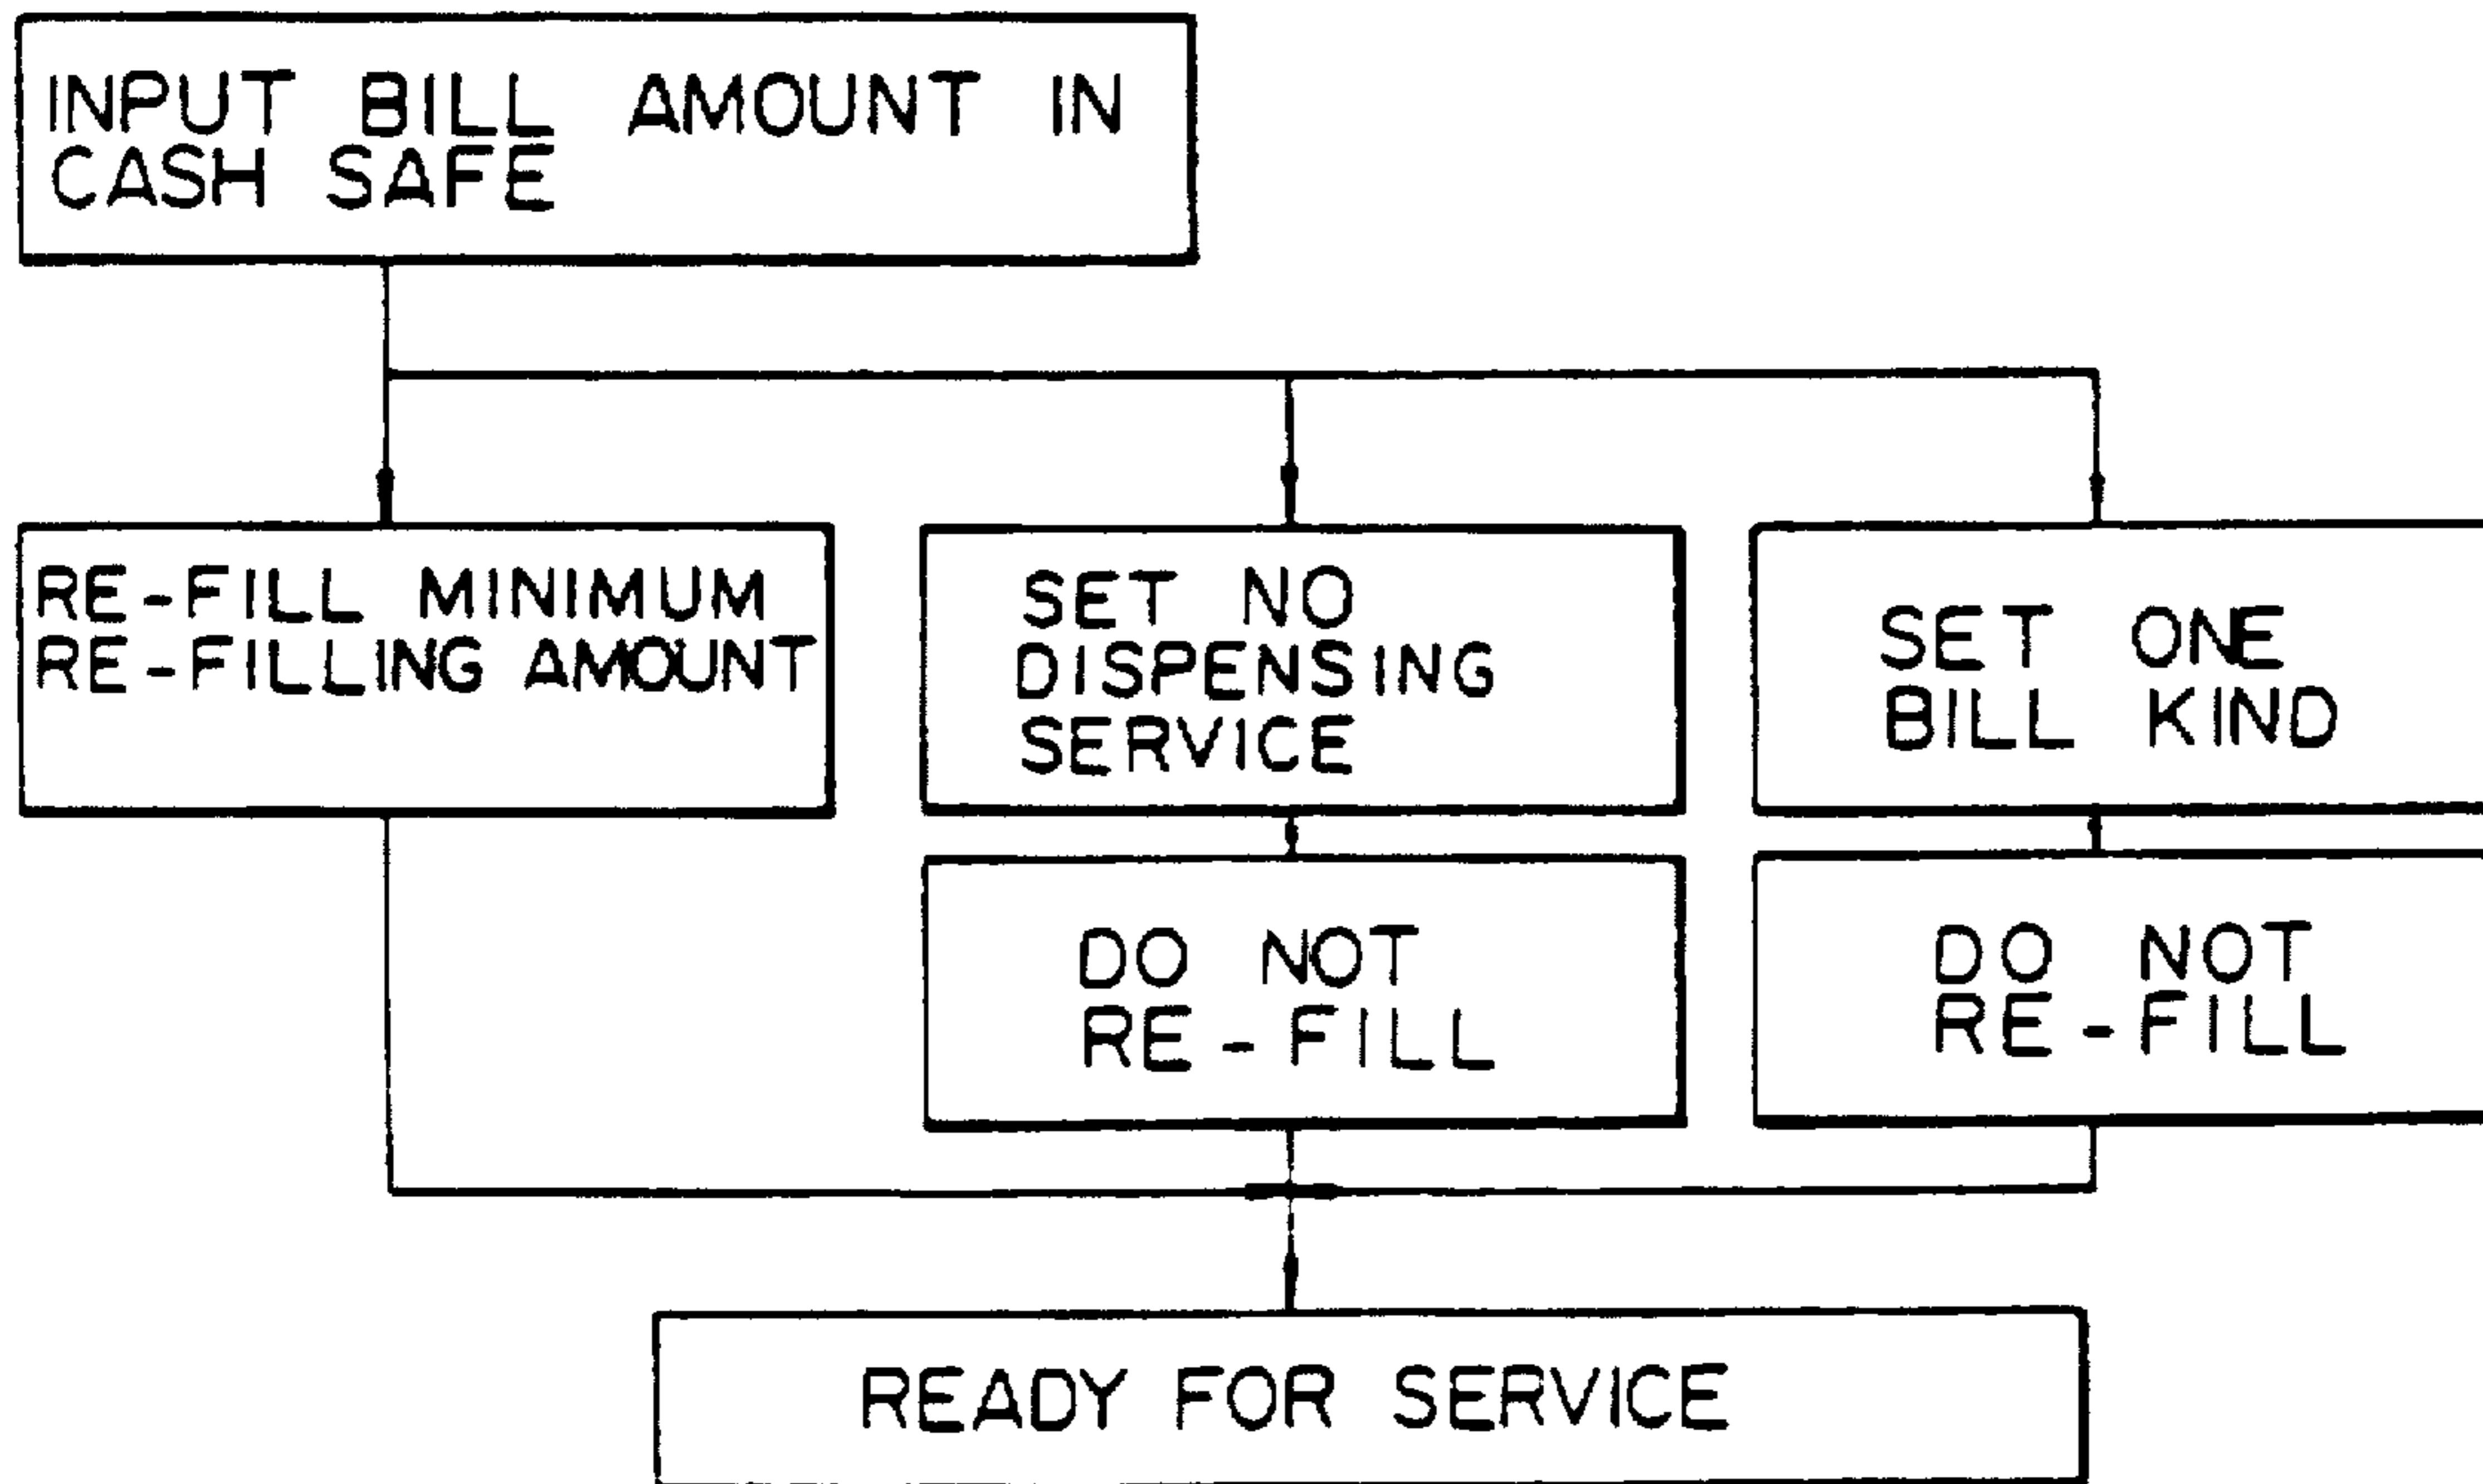 INPUT BILL AMOUNT IN
CASH SAFE
RE-FILL MINIMUM
RE-FILLING AMOUNT
SET NO
DISPENSING
SERVICE
SET ONE
BILL KIND
DO NOT
RE-FILL
DO NOT
RE-FILL
READY FOR SERVICE